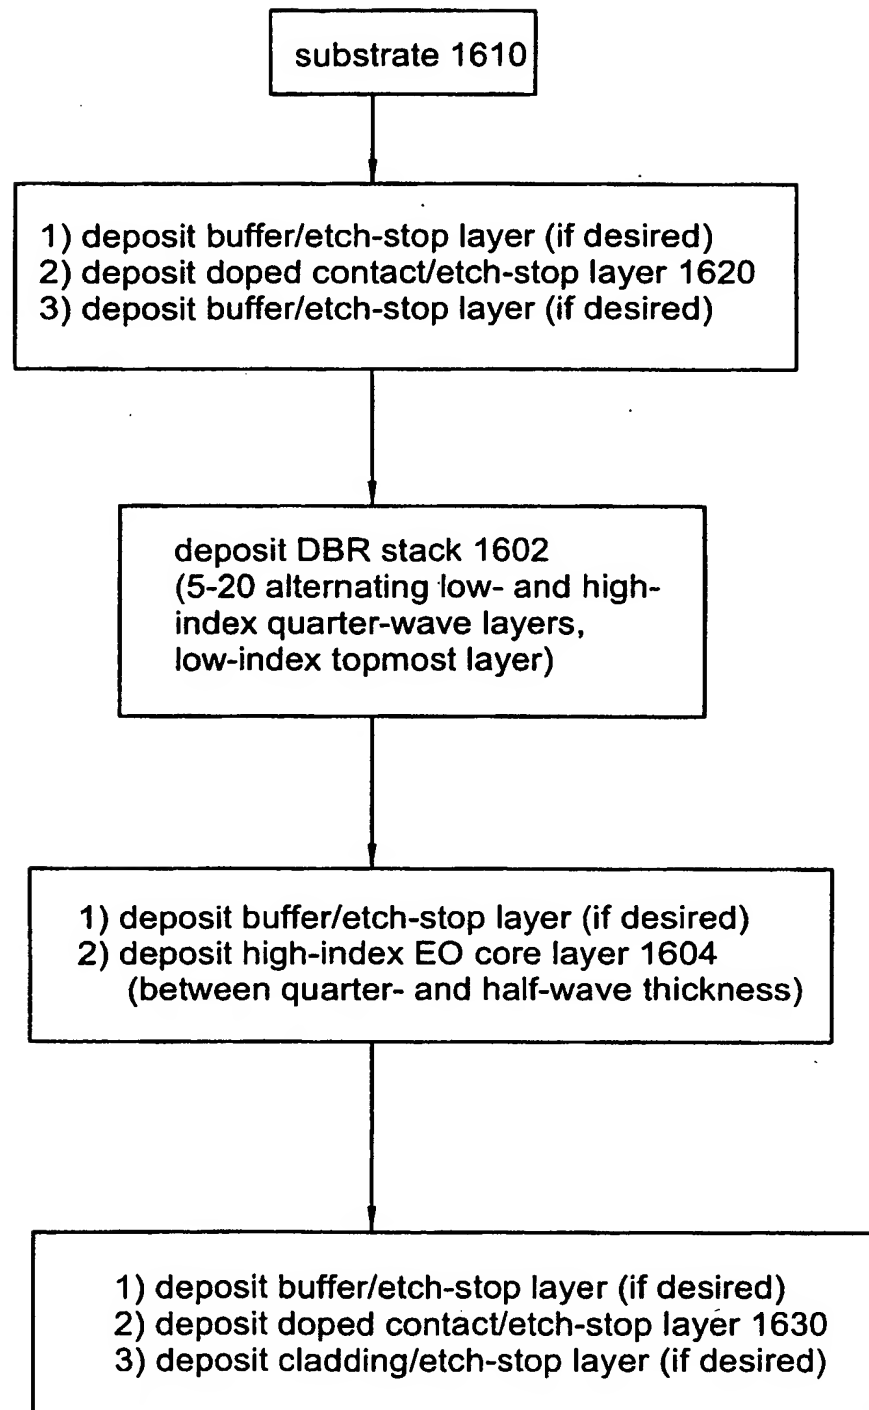 substrate 1610
1) deposit buffer/etch-stop layer (if desired)
2) deposit doped contact/etch-stop layer 1620
3) deposit buffer/etch-stop layer (if desired)
deposit DBR stack 1602
(5-20 alternating low- and high-
index quarter-wave layers,
low-index topmost layer)
1) deposit buffer/etch-stop layer (if desired)
2) deposit high-index EO core layer 1604
(between quarter- and half-wave thickness)
1) deposit buffer/etch-stop layer (if desired)
2) deposit doped contact/etch-stop layer 1630
3) deposit cladding/etch-stop layer (if desired)